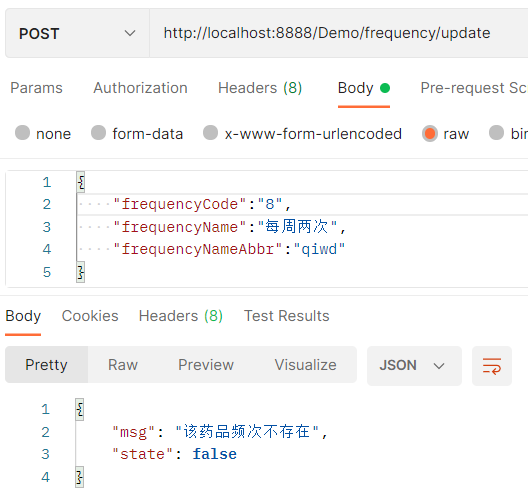 POST http://localhost:8888/Demo/frequency/update
Params Authorization Headers (8) Body Pre-request Sc
none form-data x-www-form-urlencoded raw bin
1 {
2 "frequencyCode":"8",
3 "frequencyName":"每周两次",
4 "frequencyNameAbbr":"qiwd"
5 }
Body Cookies Headers (8) Test Results
Pretty Raw Preview Visualize JSON
1 {
2 "msg": "该药品频次不存在",
3 "state": false
4 }